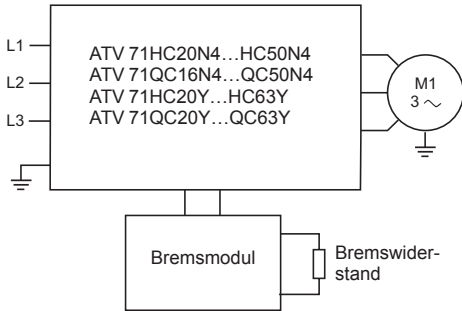 L1
L2
L3
ATV 71HC20N4...HC50N4
ATV 71QC16N4...QC50N4
ATV 71HC20Y...HC63Y
ATV 71QC20Y...QC63Y
M1
3 ~
Bremsmodul
Bremswider-
stand